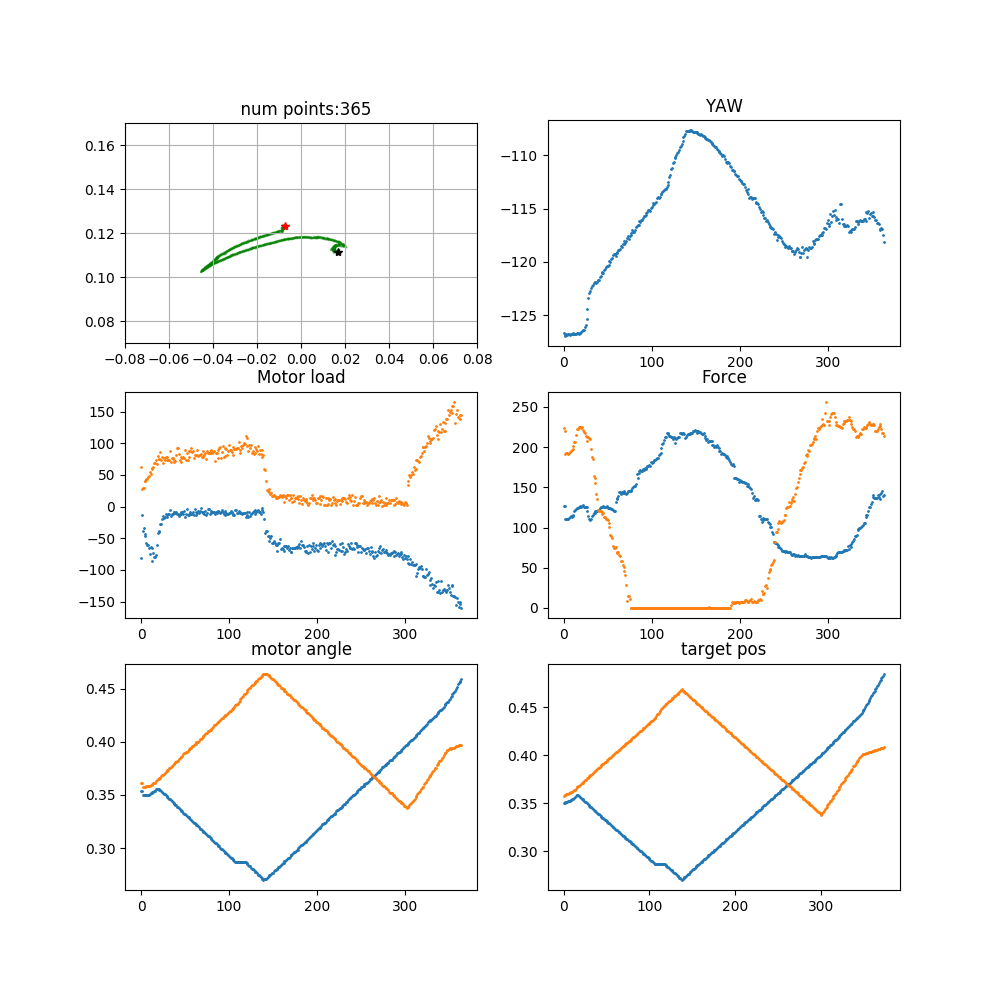 num points:365
0.16
0.14
0.12
0.10
0.08
−0.08 −0.06 −0.04 −0.02 0.00 0.02 0.04 0.06 0.08
YAW
−110
−115
−120
−125
0 100 200 300
Motor load
150
100
50
0
−50
−100
−150
0 100 200 300
Force
250
200
150
100
50
0
0 100 200 300
motor angle
0.45
0.40
0.35
0.30
0 100 200 300
target pos
0.45
0.40
0.35
0.30
0 100 200 300